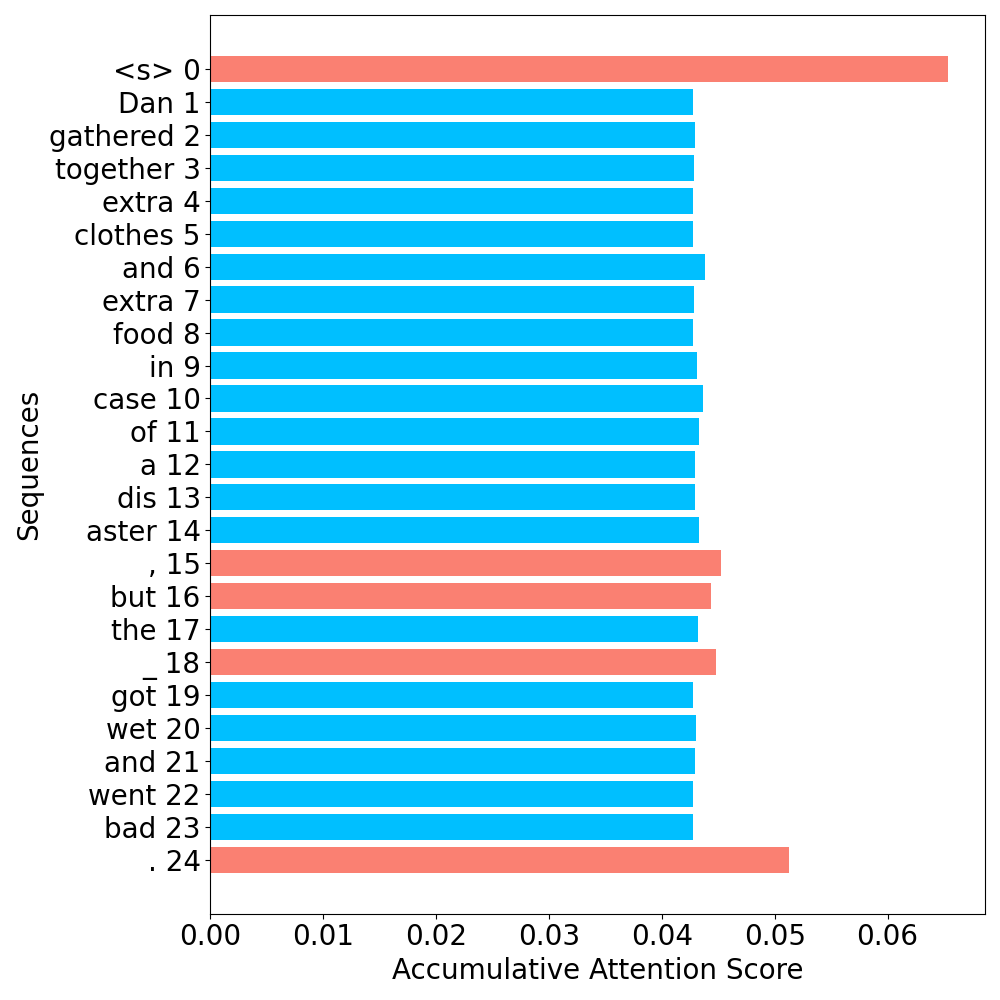 <s> 0
Dan 1
gathered 2
together 3
extra 4
clothes 5
and 6
extra 7
food 8
in 9
case 10
of 11
a 12
dis 13
aster 14
, 15
but 16
the 17
_ 18
got 19
wet 20
and 21
went 22
bad 23
. 24
Sequences
0.00 0.01 0.02 0.03 0.04 0.05 0.06
Accumulative Attention Score